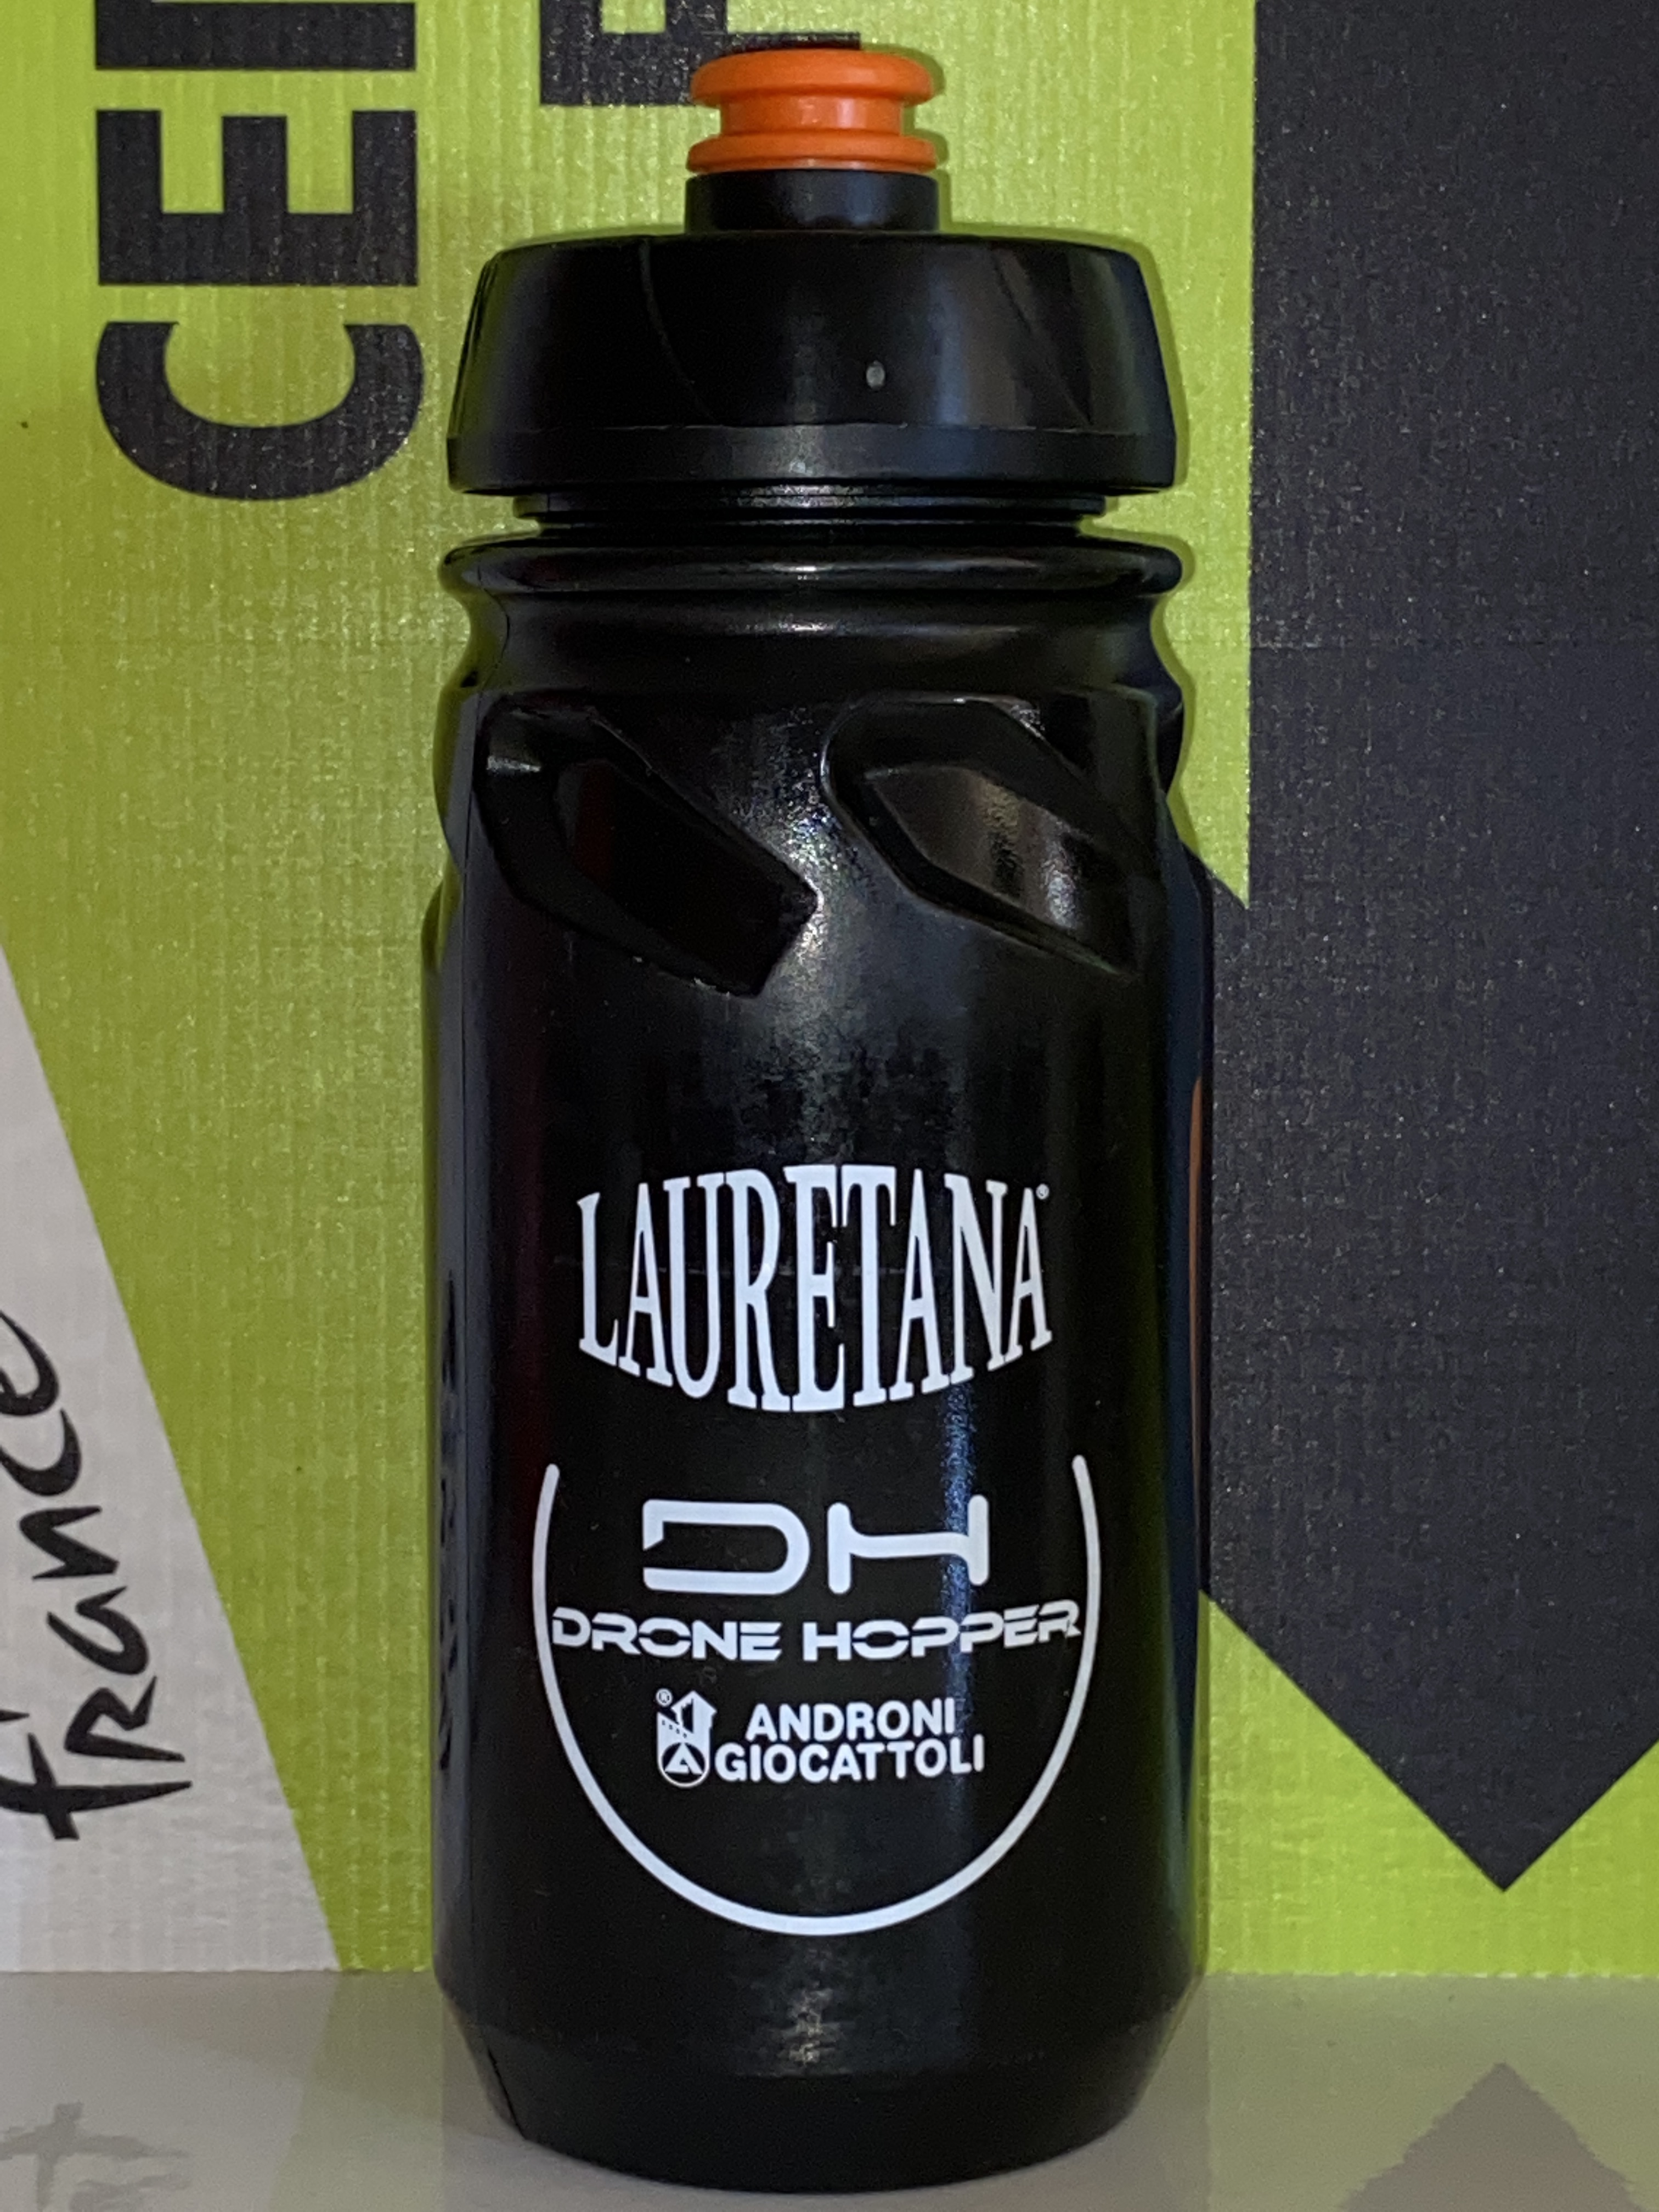 LAURETANA®
DH
DRONE HOPPER
® ANDRONI
GIOCATTOLI
france